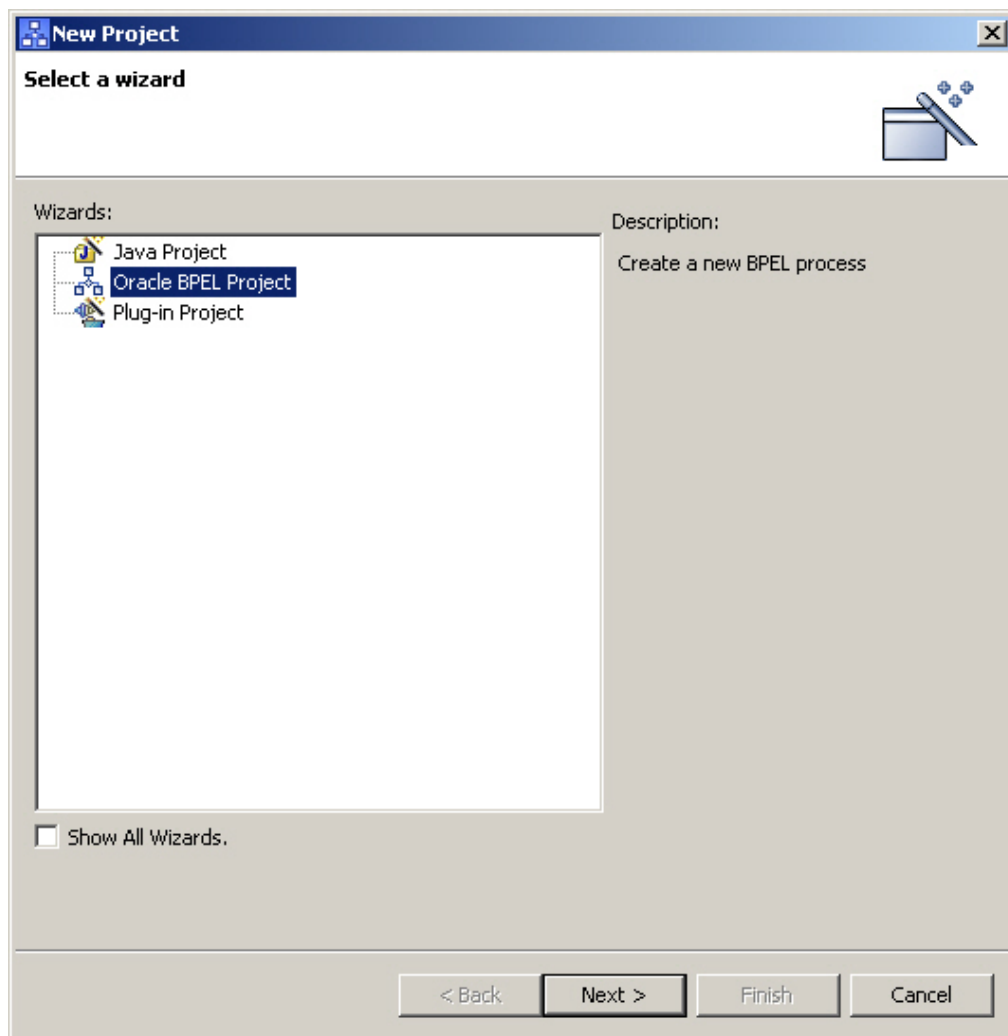 New Project
Select a wizard
Wizards:
Description:
Java Project
Oracle BPEL Project
Plug-in Project
Create a new BPEL process
Show All Wizards.
< Back
Next >
Finish
Cancel